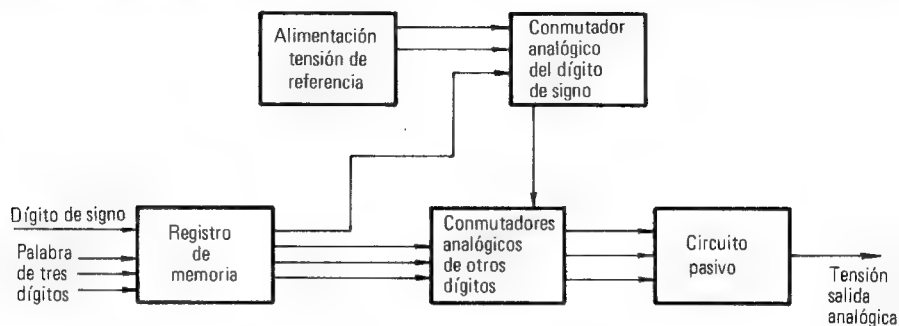 Alimentación
tensión de
referencia
Conmutador
analógico
del dígito
de signo
Dígito de signo
Palabra
de tres
dígitos
Registro
de
memoria
Conmutadores
analógicos
de otros
dígitos
Circuito
pasivo
Tensión
salida
analógica